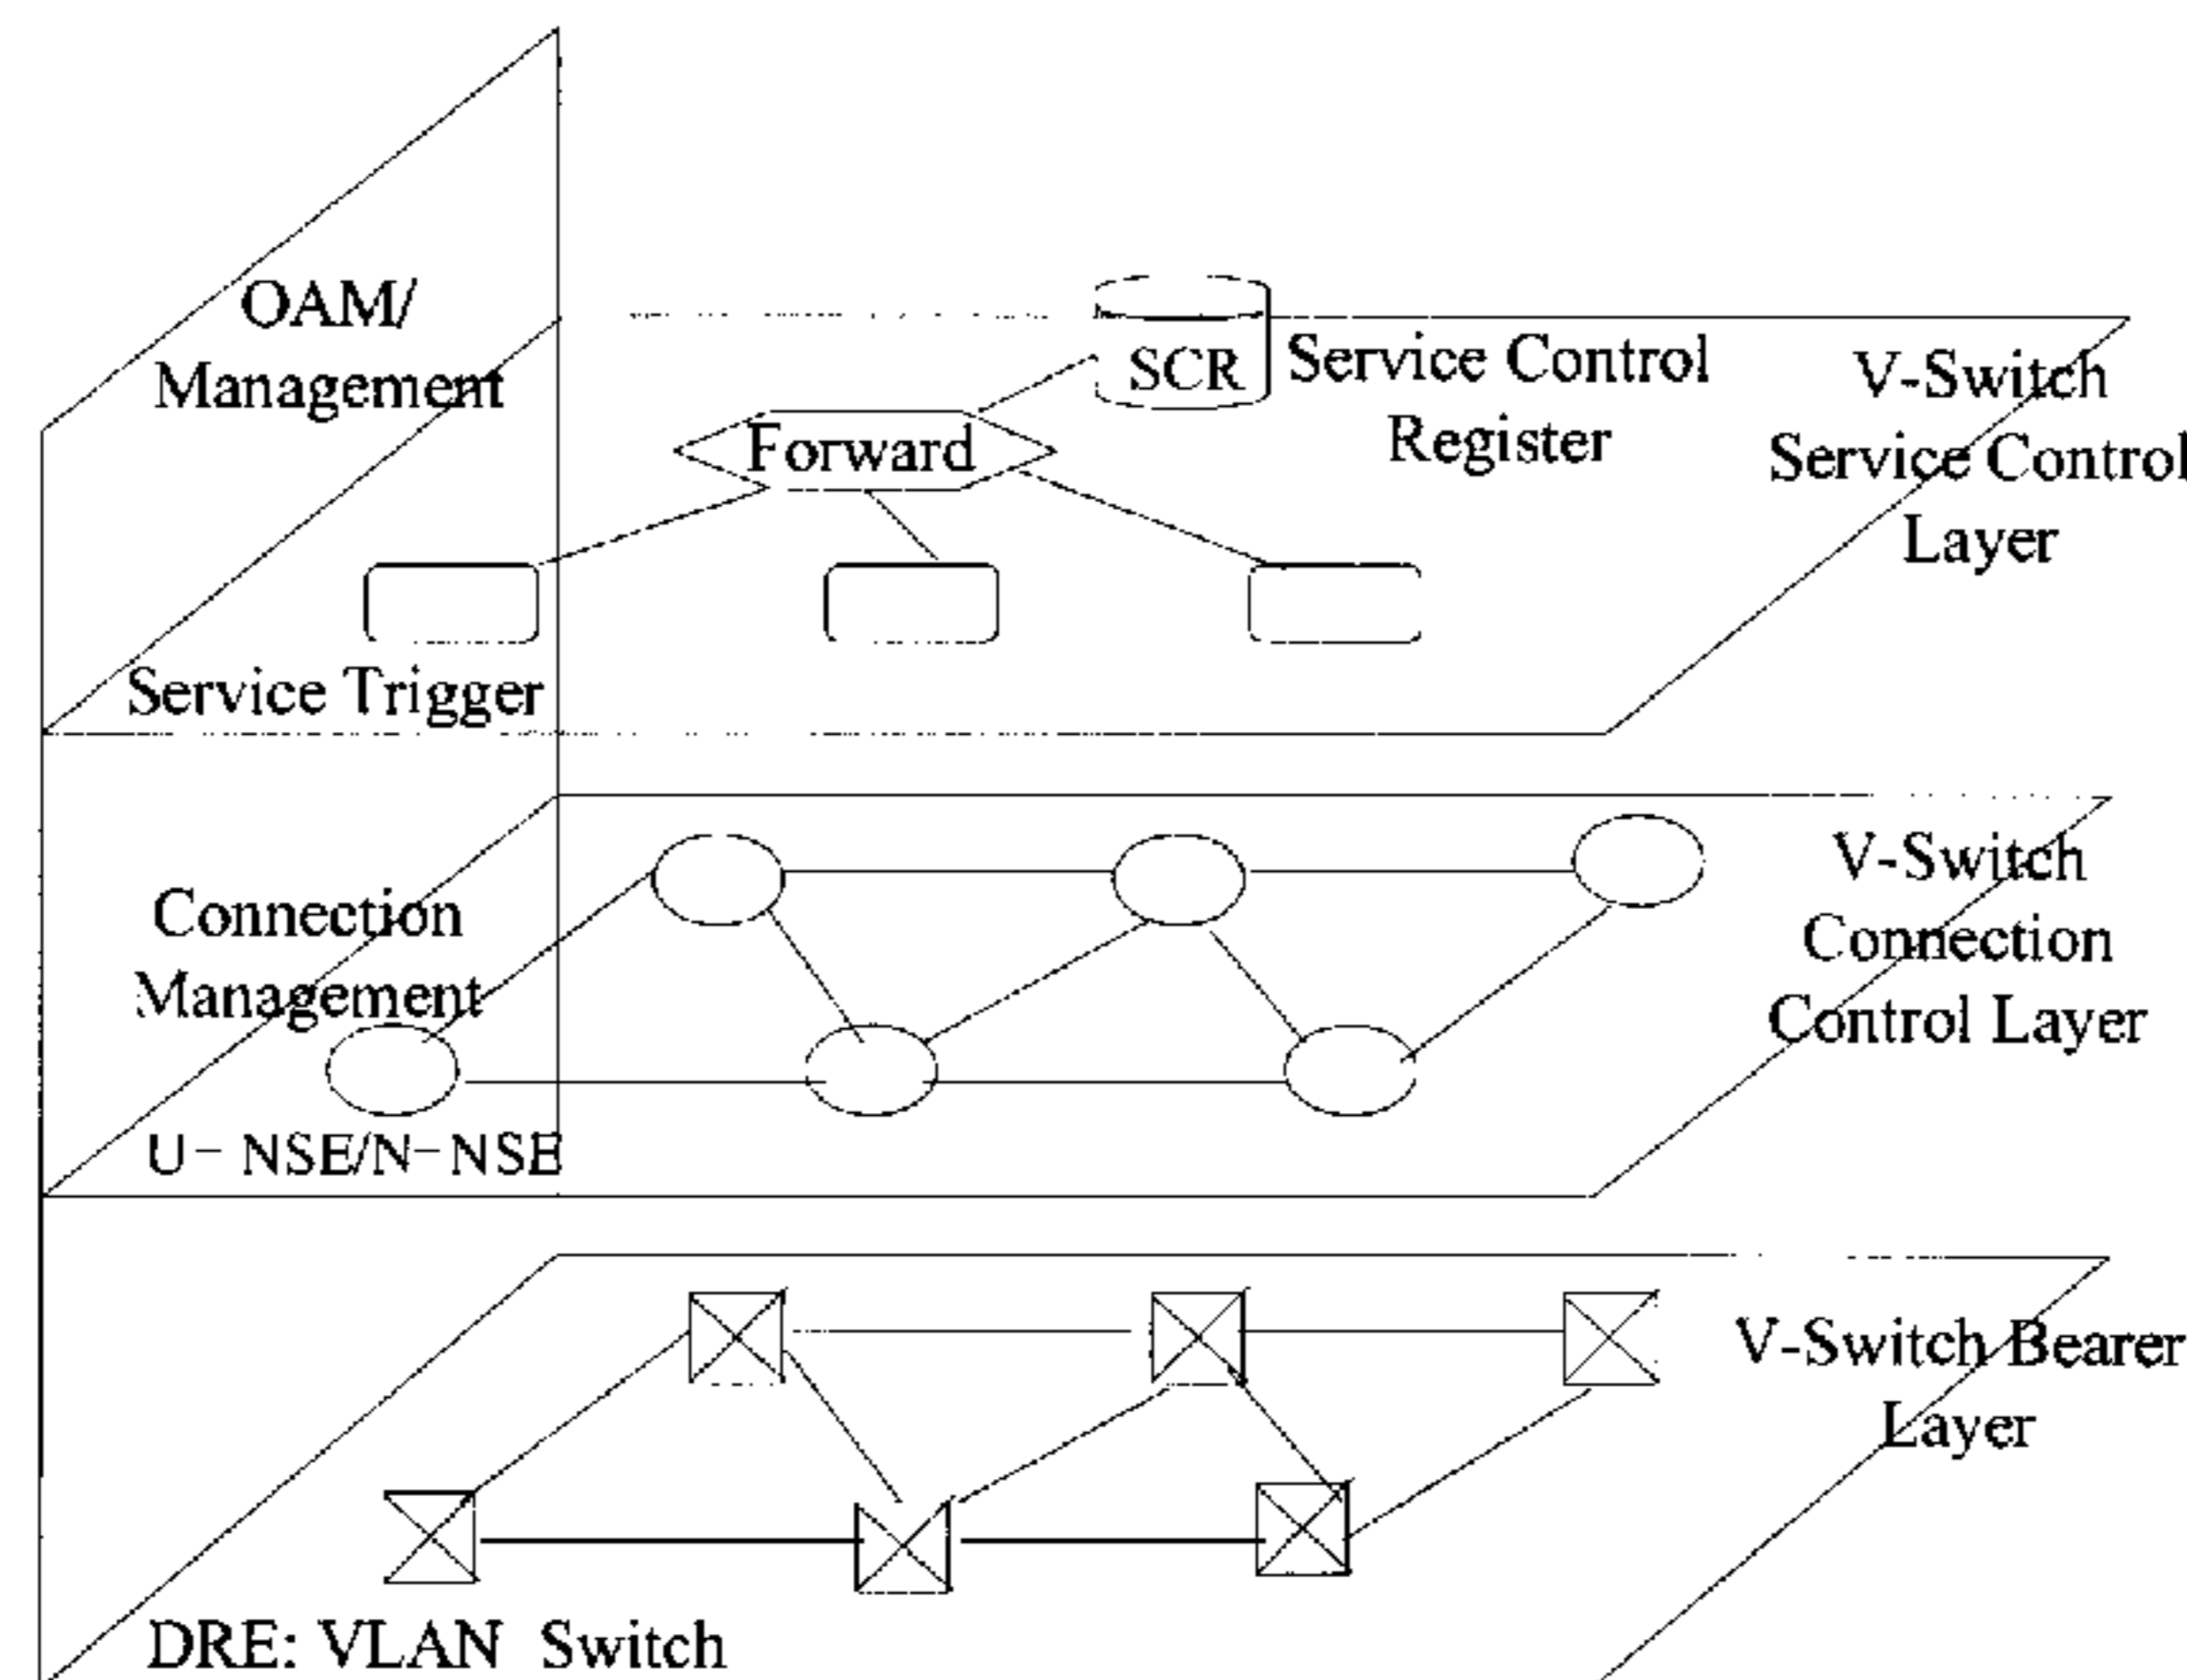 OAM/
Management
SCR
Service Control
Register
V-Switch
Service Control
Layer
Forward
Service Trigger
Connection
Management
V-Switch
Connection
Control Layer
U- NSE/N-NSE
V-Switch Bearer
Layer
DRE: VLAN Switch